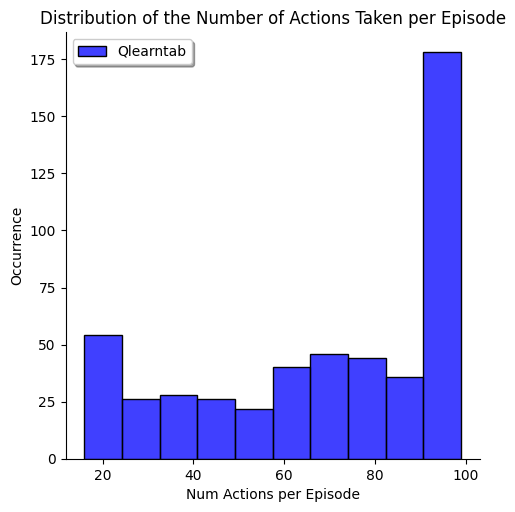 Distribution of the Number of Actions Taken per Episode
Qlearntab
175
150
125
100
75
50
25
0
Occurrence
20 40 60 80 100
Num Actions per Episode